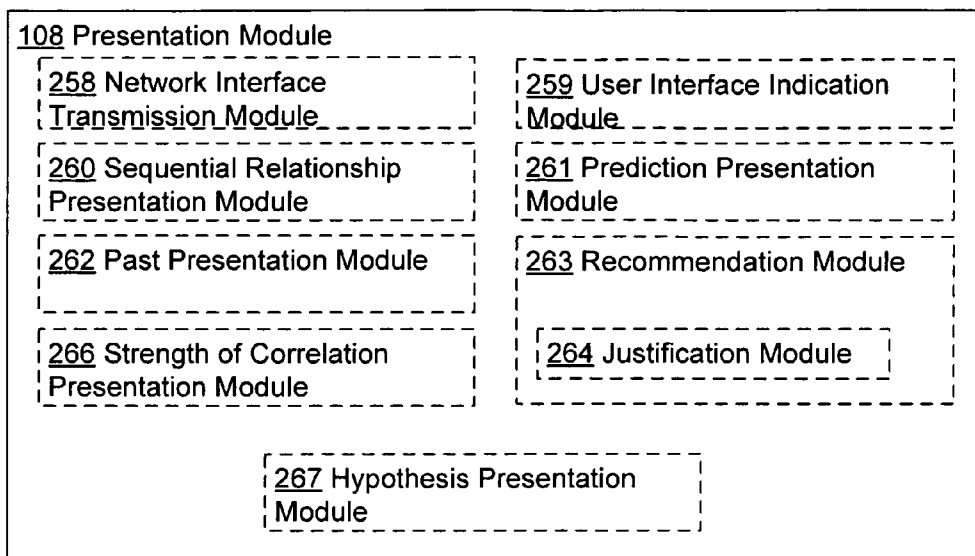 108 Presentation Module
258 Network Interface
Transmission Module
259 User Interface Indication
Module
260 Sequential Relationship
Presentation Module
261 Prediction Presentation
Module
262 Past Presentation Module
263 Recommendation Module
264 Justification Module
266 Strength of Correlation
Presentation Module
267 Hypothesis Presentation
Module